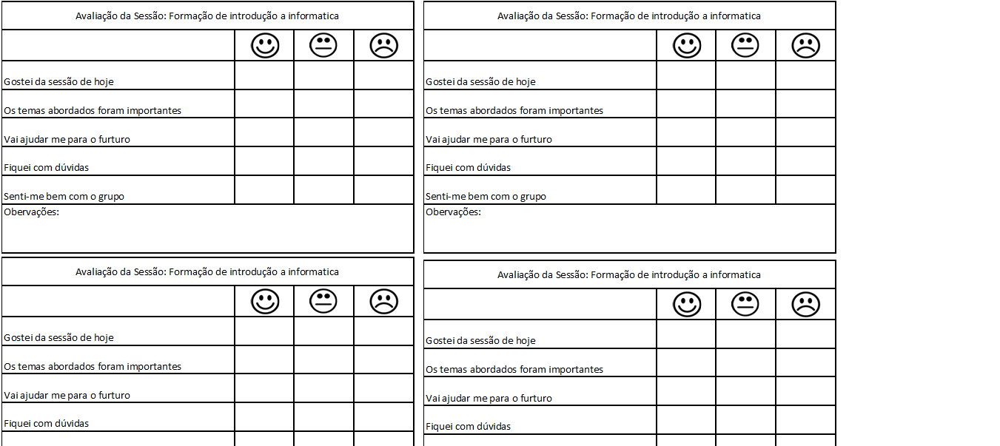 Avaliação da Sessão: Formação de introdução a informatica
Gostei da sessão de hoje
Os temas abordados foram importantes
Vai ajudar me para o furturo
Fiquei com dúvidas
Senti-me bem com o grupo
Obervações:
Avaliação da Sessão: Formação de introdução a informatica
Gostei da sessão de hoje
Os temas abordados foram importantes
Vai ajudar me para o furturo
Fiquei com dúvidas
Senti-me bem com o grupo
Obervações:
Avaliação da Sessão: Formação de introdução a informatica
Gostei da sessão de hoje
Os temas abordados foram importantes
Vai ajudar me para o furturo
Fiquei com dúvidas
Avaliação da Sessão: Formação de introdução a informatica
Gostei da sessão de hoje
Os temas abordados foram importantes
Vai ajudar me para o furturo
Fiquei com dúvidas